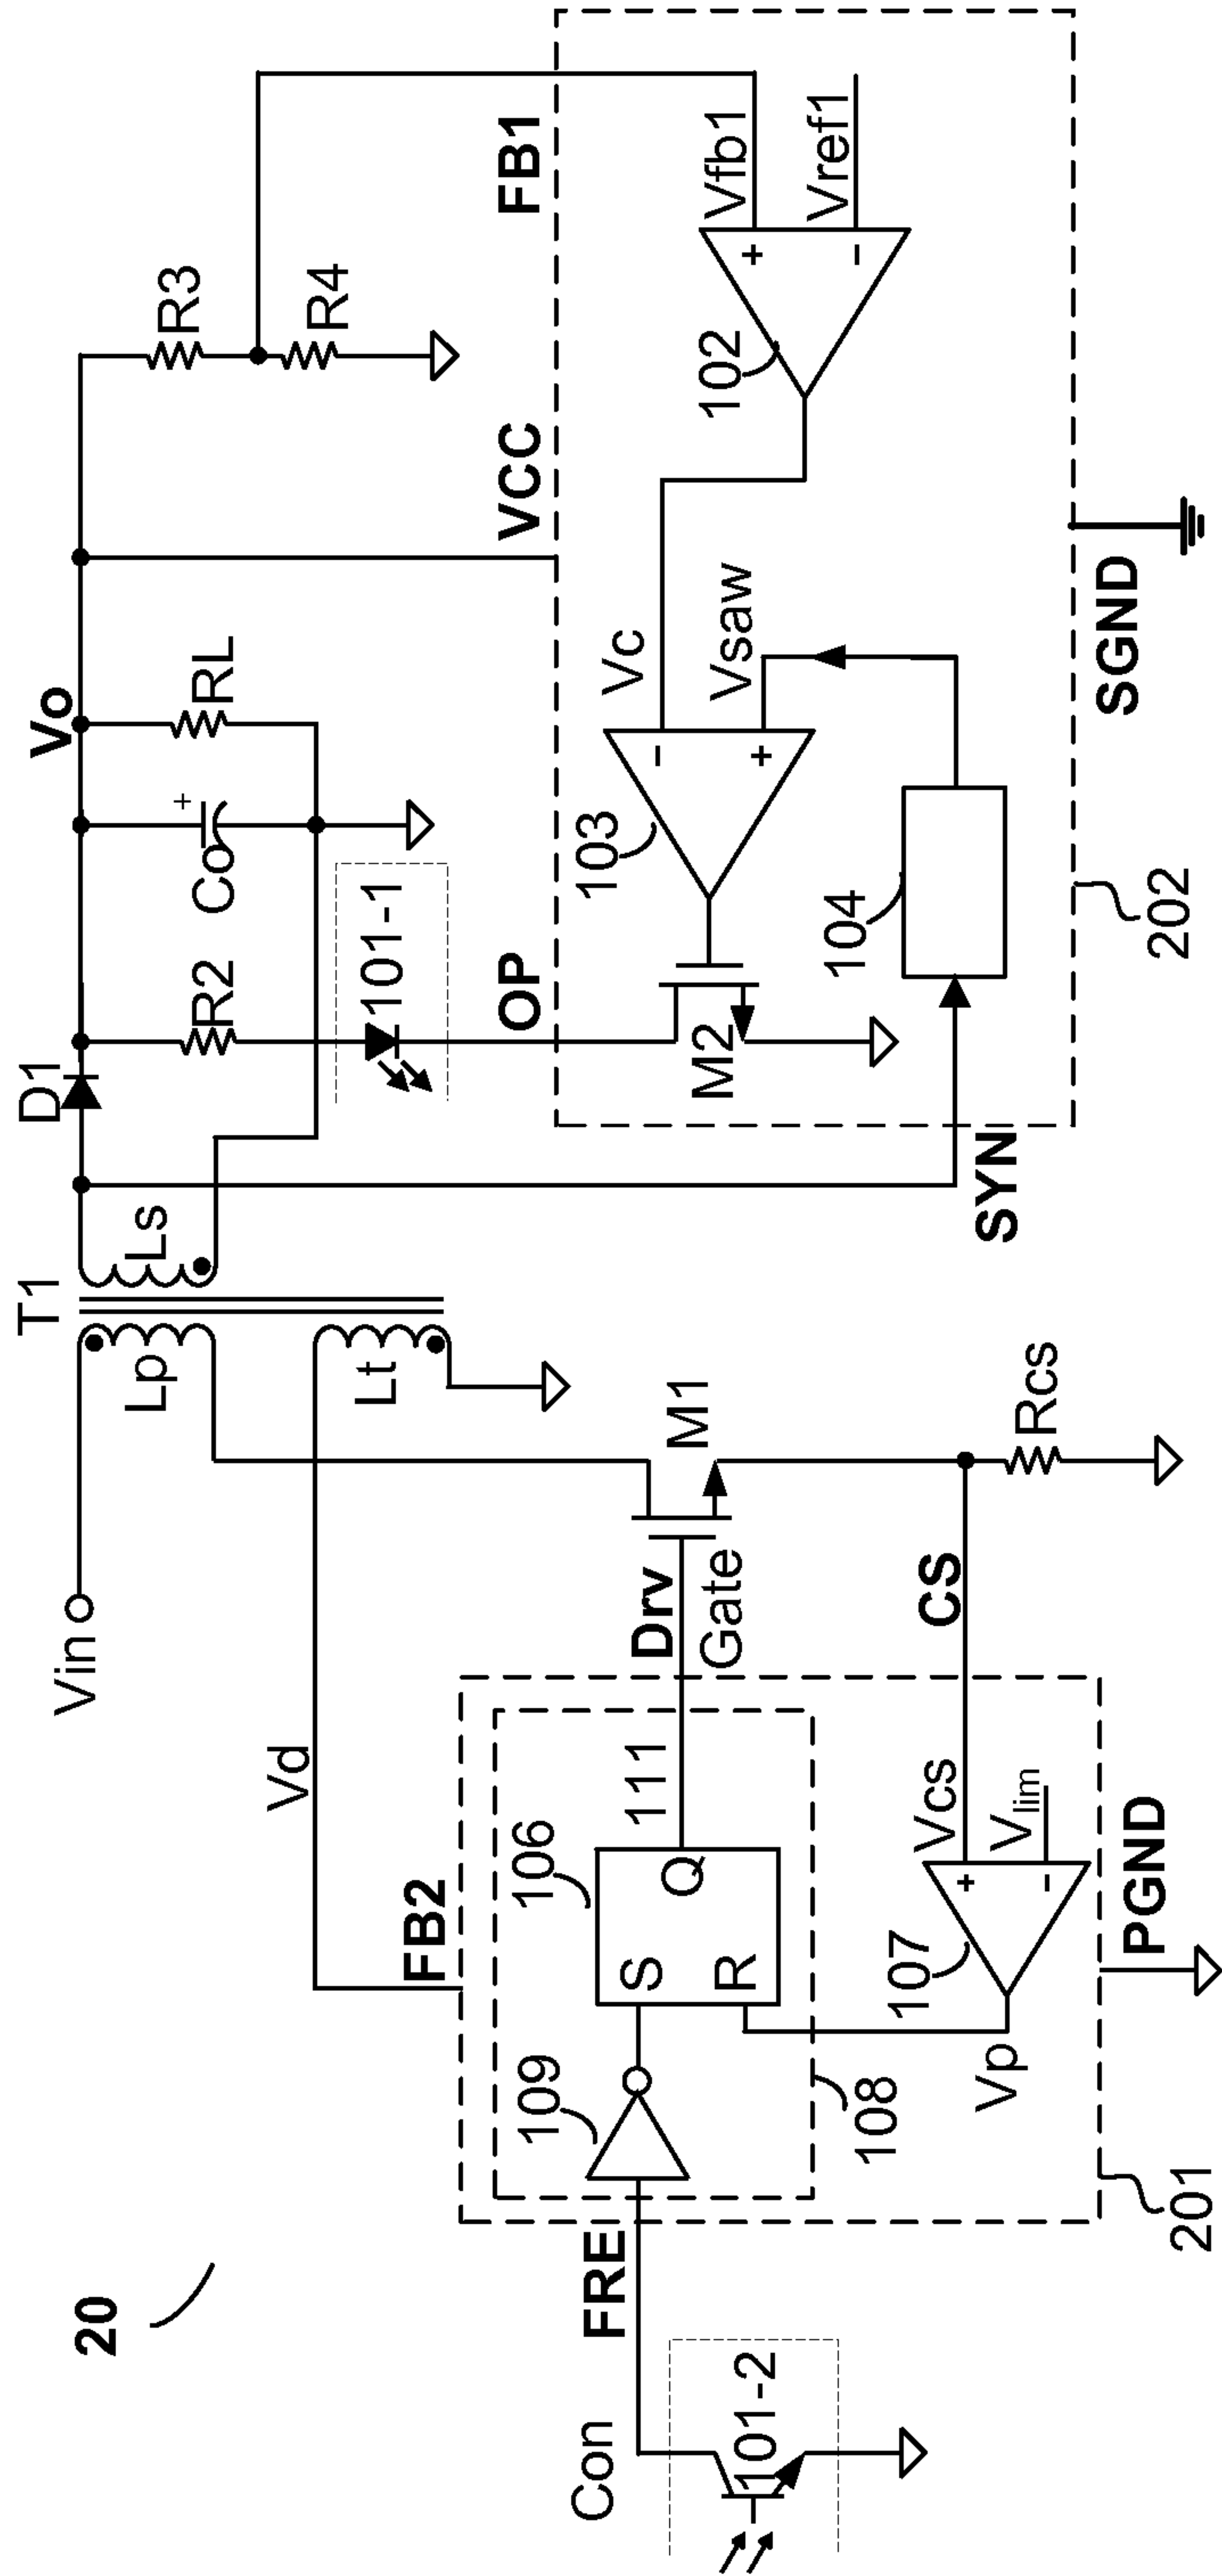 20
Vin
T1
Lp
Ls
Lt
D1
Vo
R2
Co
+
RL
R3
R4
101-1
Vd
FB2
OP
VCC
FB1
Con
FRE
109
106
S
R
Q
111
108
Drv
Gate
M1
M2
103
-
+
Vc
Vsaw
102
+
-
Vfb1
Vref1
104
101-2
107
+
-
Vcs
Vlim
Vp
CS
Rcs
SYN
201
PGND
202
SGND